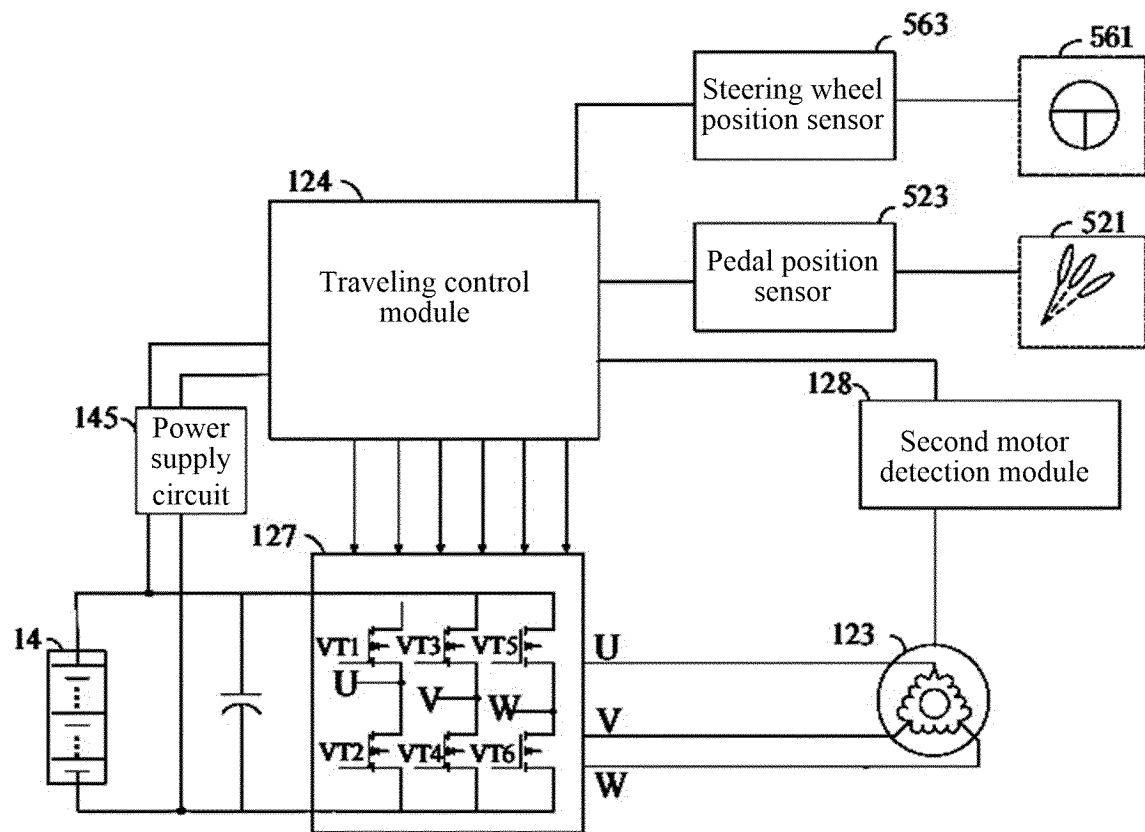 563
561
Steering wheel
position sensor
124
523
521
Traveling control
module
Pedal position
sensor
128
145
Power
supply
circuit
Second motor
detection module
127
14
VT1
VT3
VT5
U
123
U
V
W
V
VT2
VT4
VT6
W